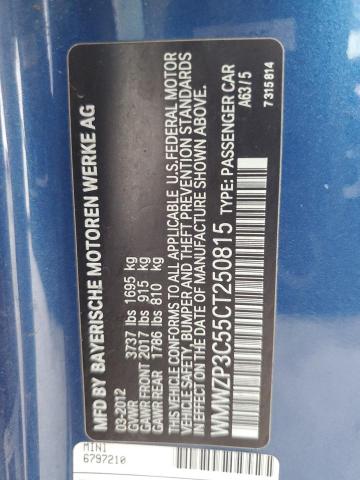 MFD BY BAYERISCHE MOTOREN WERKE AG
03-2012
GVWR 3737 lbs 1695 kg
GAWR FRONT 2017 lbs 915 kg
GAWR REAR 1786 lbs 810 kg
THIS VEHICLE CONFORMS TO ALL APPLICABLE U.S.FEDERAL MOTOR
VEHICLE SAFETY, BUMPER AND THEFT PREVENTION STANDARDS
IN EFFECT ON THE DATE OF MANUFACTURE SHOWN ABOVE.
WMWZP3C55CT250815 TYPE: PASSENGER CAR
A63/5
7315814
MINI
6797210